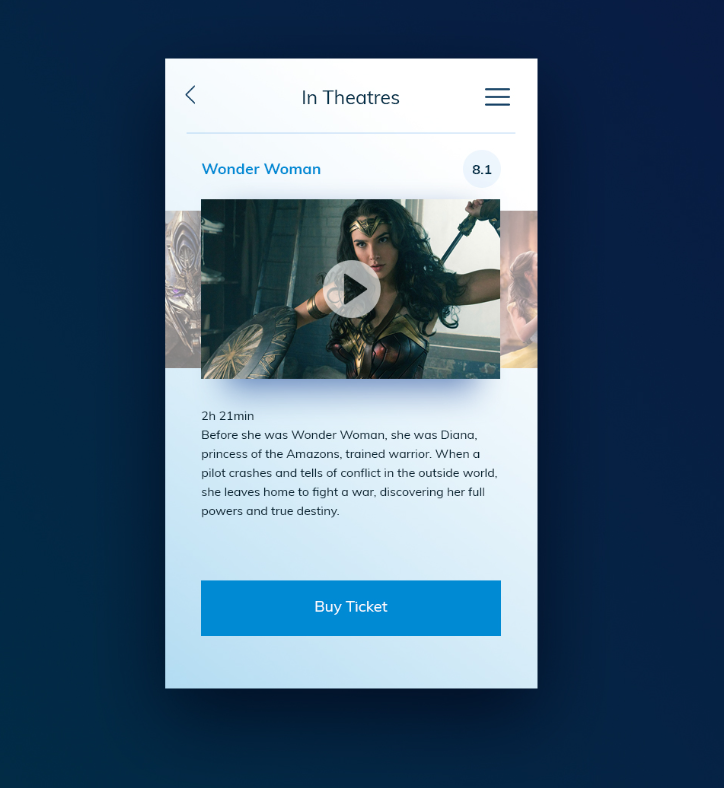 In Theatres
Wonder Woman
8.1
2h 21min
Before she was Wonder Woman, she was Diana,
princess of the Amazons, trained warrior. When a
pilot crashes and tells of conflict in the outside world,
she leaves home to fight a war, discovering her full
powers and true destiny.
Buy Ticket